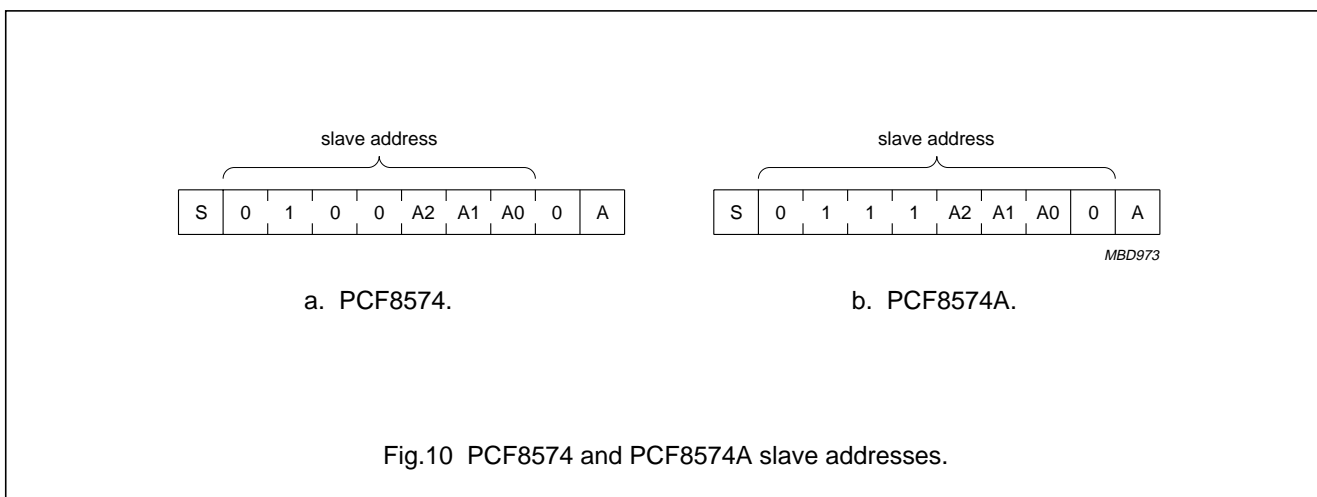 slave address
S 0 1 0 0 A2 A1 A0 0 A
a. PCF8574.
slave address
S 0 1 1 1 A2 A1 A0 0 A
MBD973
b. PCF8574A.
Fig.10 PCF8574 and PCF8574A slave addresses.